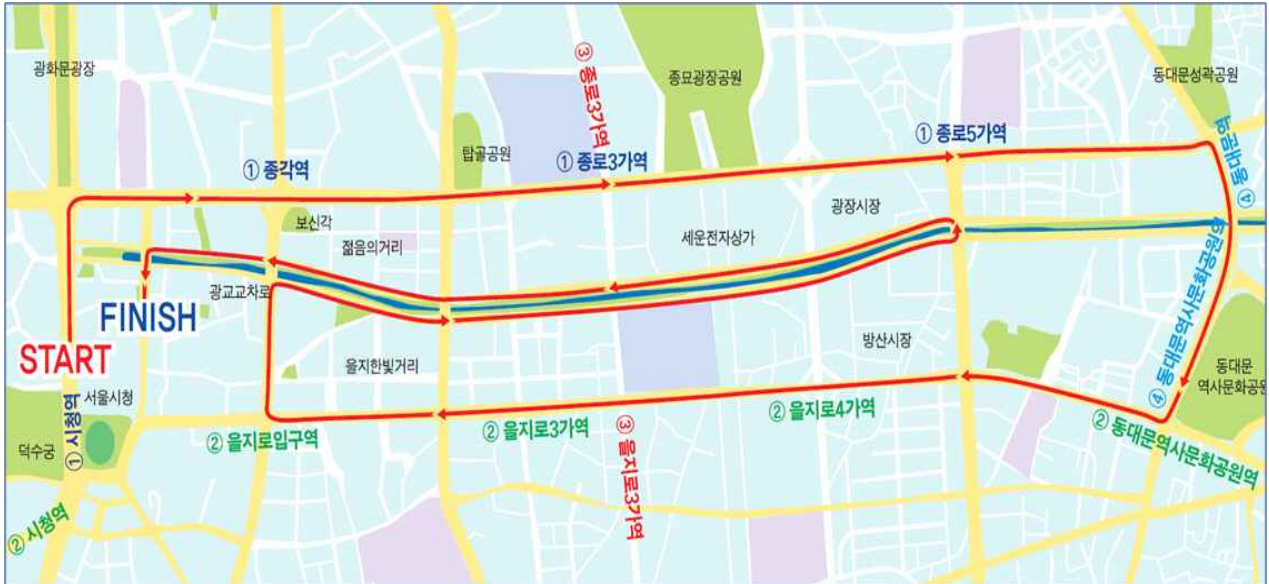 광화문광장
③ 종로3가역
종묘광장공원
동대문성곽공원
① 종각역
탑골공원
① 종로3가역
① 종로5가역
④ 동대문역
보신각
젊음의거리
세운전자상가
광장시장
광교교차로
FINISH
START
④ 동대문역사문화공원역
을지한빛거리
방산시장
동대문
역사문화공원
서울시청
① 시청역
덕수궁
② 을지로입구역
② 을지로3가역
③ 을지로3가역
② 을지로4가역
② 동대문역사문화공원역
② 시청역